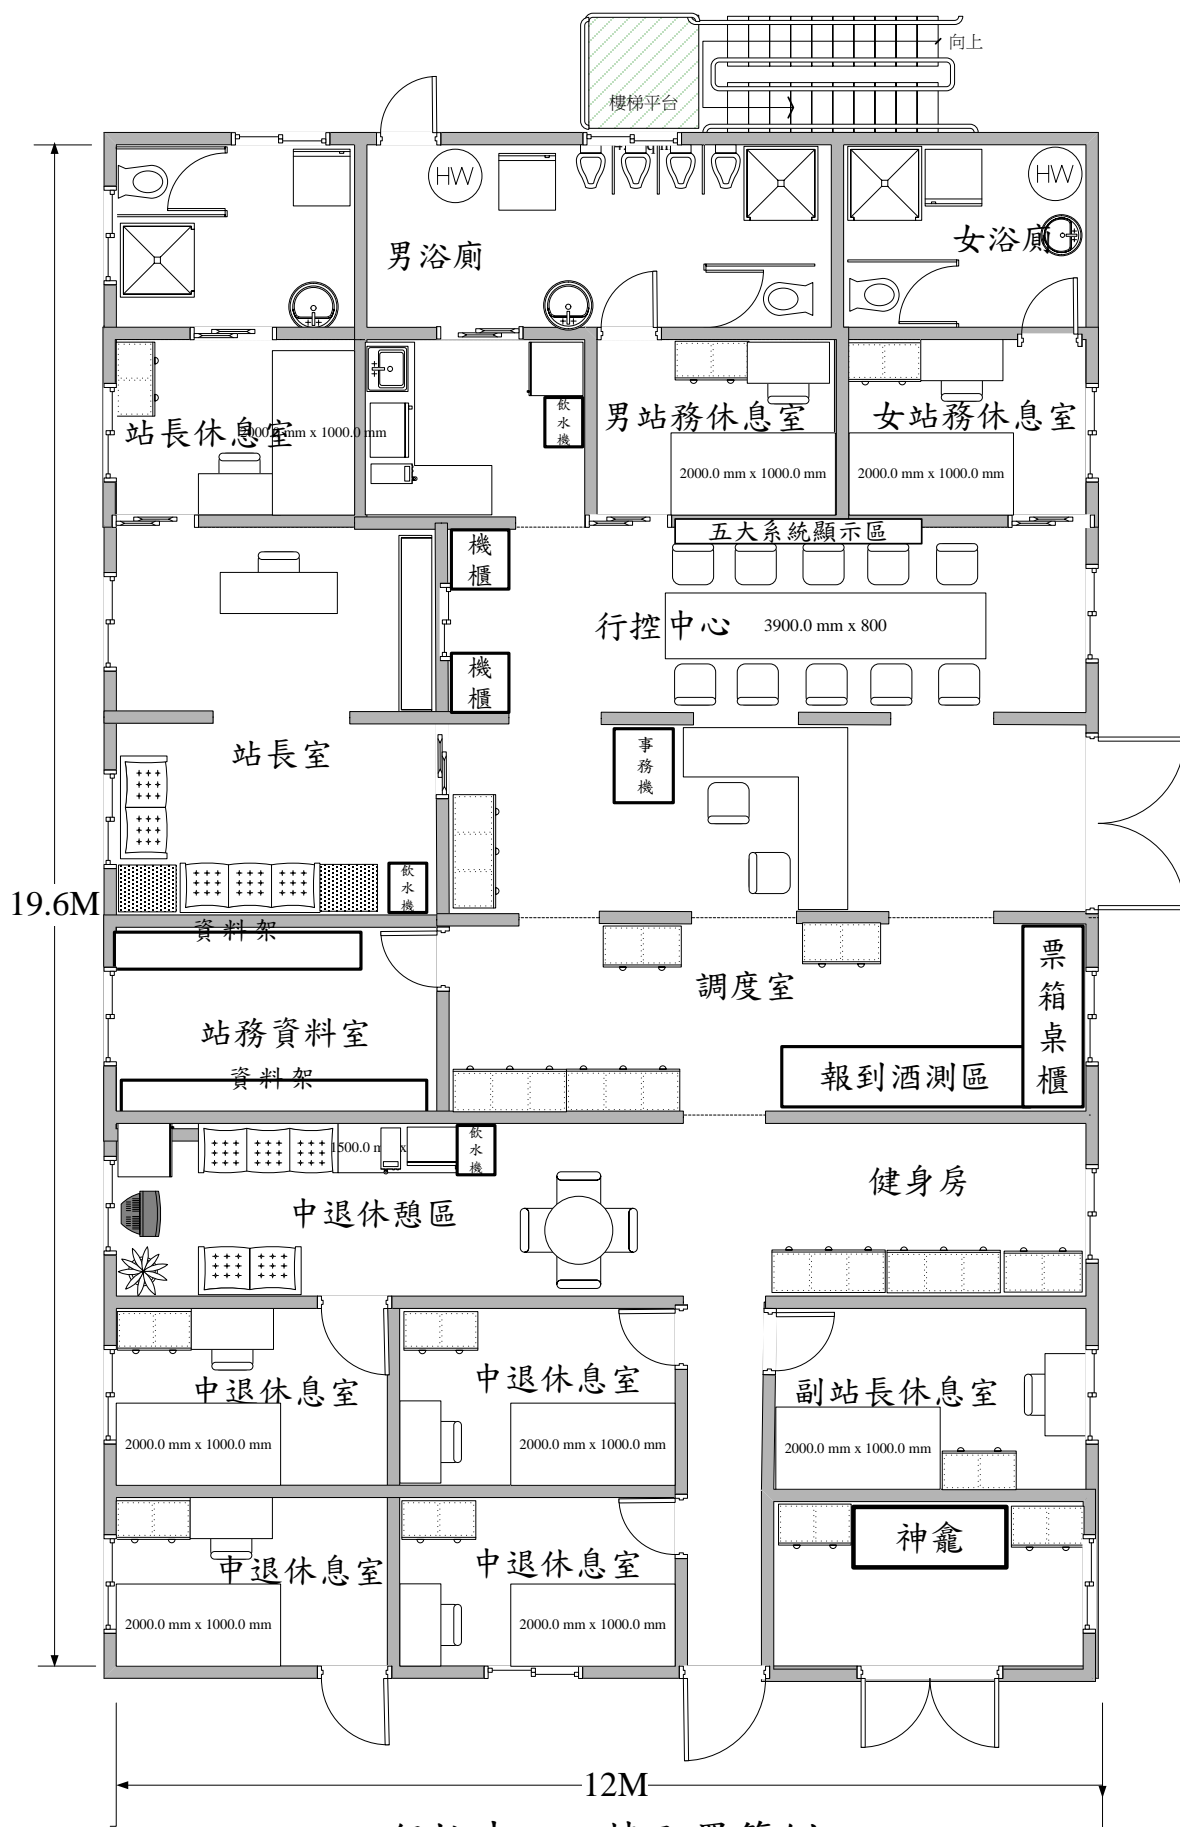 向上
樓梯平台
HW
HW
男浴廁
女浴廁
飲水機
站長休息室
2000.0 mm x 1000.0 mm
男站務休息室
女站務休息室
2000.0 mm x 1000.0 mm
2000.0 mm x 1000.0 mm
五大系統顯示區
機櫃
行控中心
3900.0 mm x 800
機櫃
站長室
事務機
飲水機
19.6M
資料架
票箱桌櫃
調度室
站務資料室
資料架
報到酒測區
飲水機
1500.0 m
健身房
中退休憩區
中退休息室
中退休息室
副站長休息室
2000.0 mm x 1000.0 mm
2000.0 mm x 1000.0 mm
2000.0 mm x 1000.0 mm
神龕
中退休息室
中退休息室
2000.0 mm x 1000.0 mm
2000.0 mm x 1000.0 mm
12M